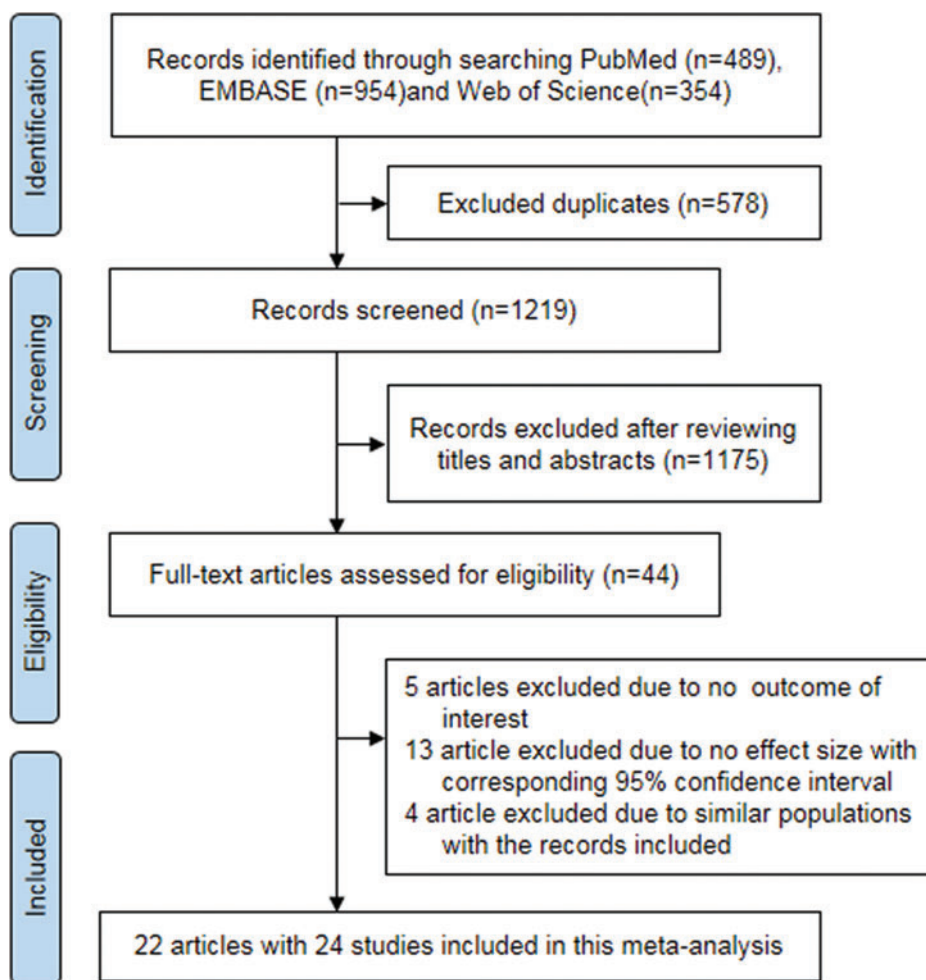 Identification
Records identified through searching PubMed (n=489),
EMBASE (n=954)and Web of Science(n=354)
Excluded duplicates (n=578)
Screening
Records screened (n=1219)
Records excluded after reviewing
titles and abstracts (n=1175)
Eligibility
Full-text articles assessed for eligibility (n=44)
5 articles excluded due to no  outcome of
interest
13 article excluded due to no effect size with
corresponding 95% confidence interval
4 article excluded due to similar populations
with the records included
Included
22 articles with 24 studies included in this meta-analysis